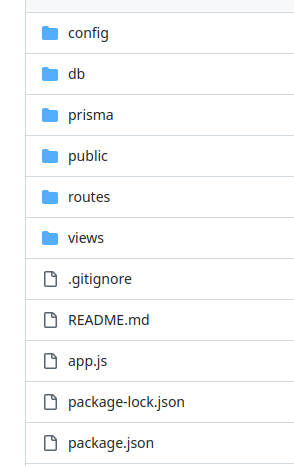 config
db
prisma
public
routes
views
.gitignore
README.md
app.js
package-lock.json
package.json